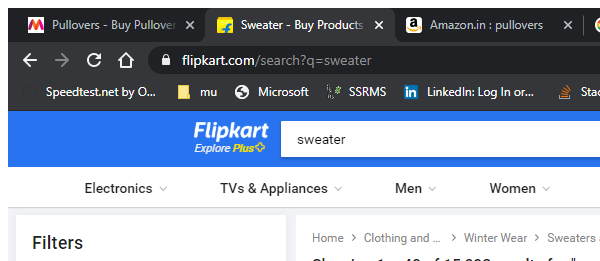 Pullovers - Buy Pullover
Sweater - Buy Products
Amazon.in : pullovers
flipkart.com/search?q=sweater
Speedtest.net by O...
mu
Microsoft
SSRMS
LinkedIn: Log In or...
Stac
Flipkart
Explore Plus
sweater
Electronics
TVs & Appliances
Men
Women
Filters
Home > Clothing and ... > Winter Wear > Sweaters